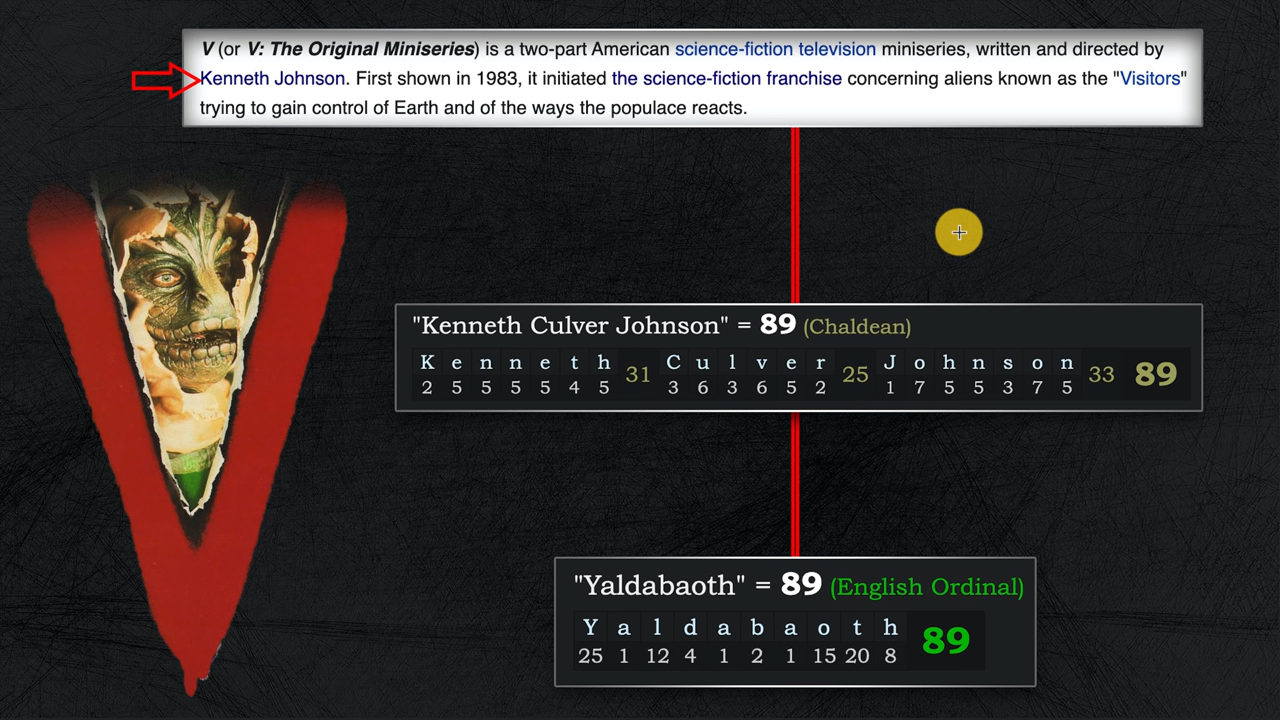 V (or V: The Original Miniseries) is a two-part American science-fiction television miniseries, written and directed by
Kenneth Johnson. First shown in 1983, it initiated the science-fiction franchise concerning aliens known as the "Visitors"
trying to gain control of Earth and of the ways the populace reacts.
V
"Kenneth Culver Johnson" = 89 (Chaldean)
K e n n e t h 31 C u l v e r 25 J o h n s o n 33 89
2 5 5 5 5 4 5 3 6 3 6 5 2 1 7 5 5 3 7 5
"Yaldabaoth" = 89 (English Ordinal)
Y a l d a b a o t h 89
25 1 12 4 1 2 1 15 20 8